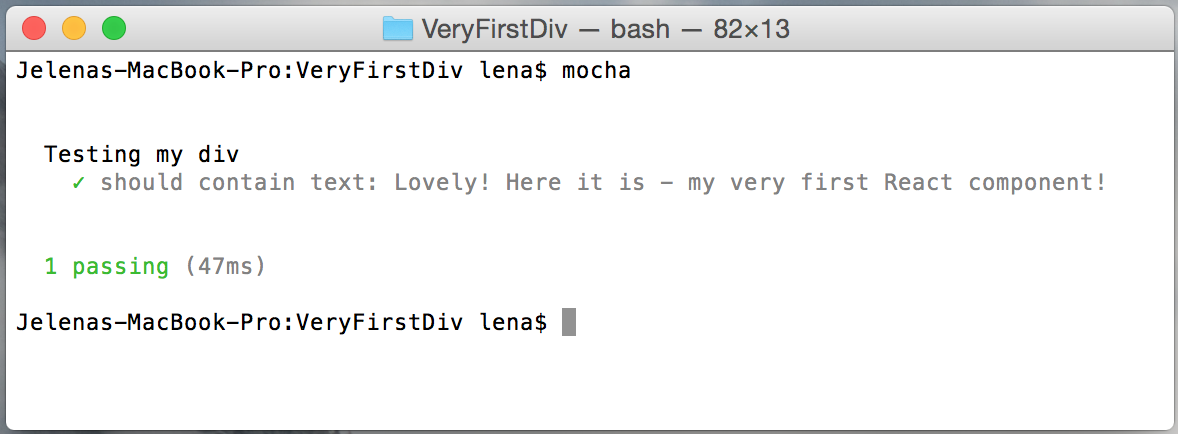 VeryFirstDiv — bash — 82×13
Jelenas-MacBook-Pro:VeryFirstDiv lena$ mocha
Testing my div
✓ should contain text: Lovely! Here it is - my very first React component!
1 passing (47ms)
Jelenas-MacBook-Pro:VeryFirstDiv lena$